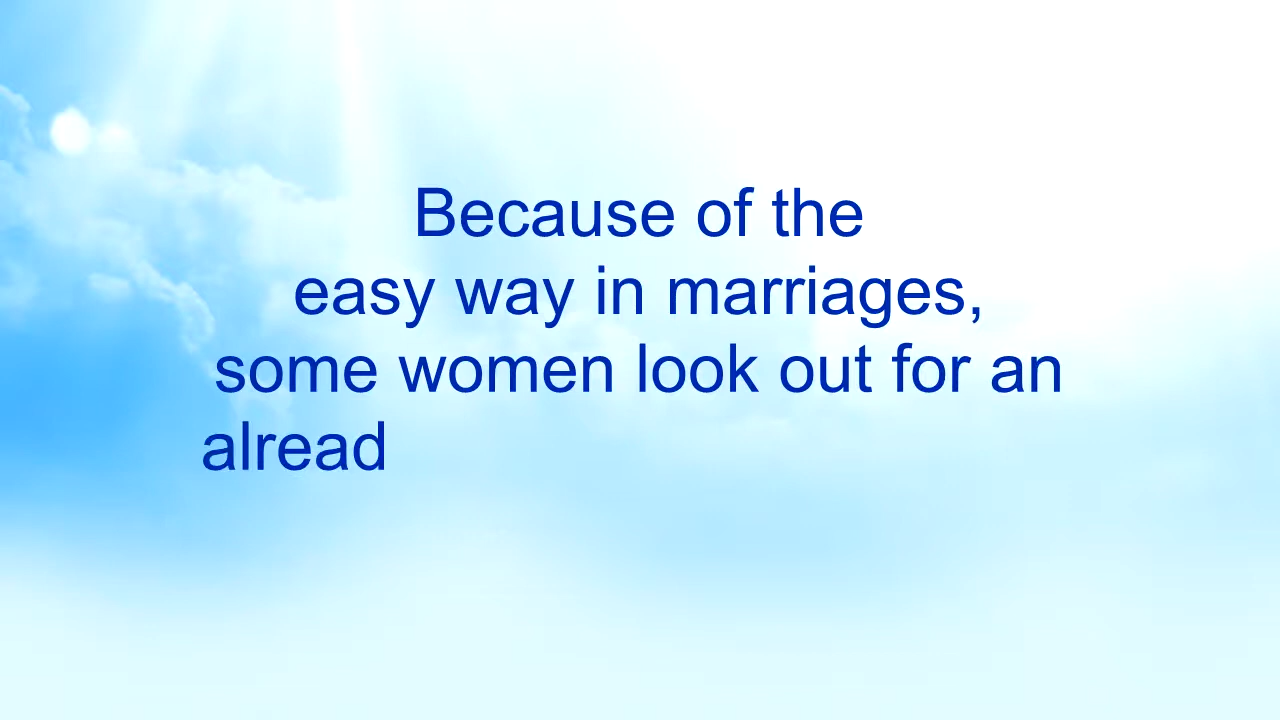 Because of the
easy way in marriages,
some women look out for an
alread